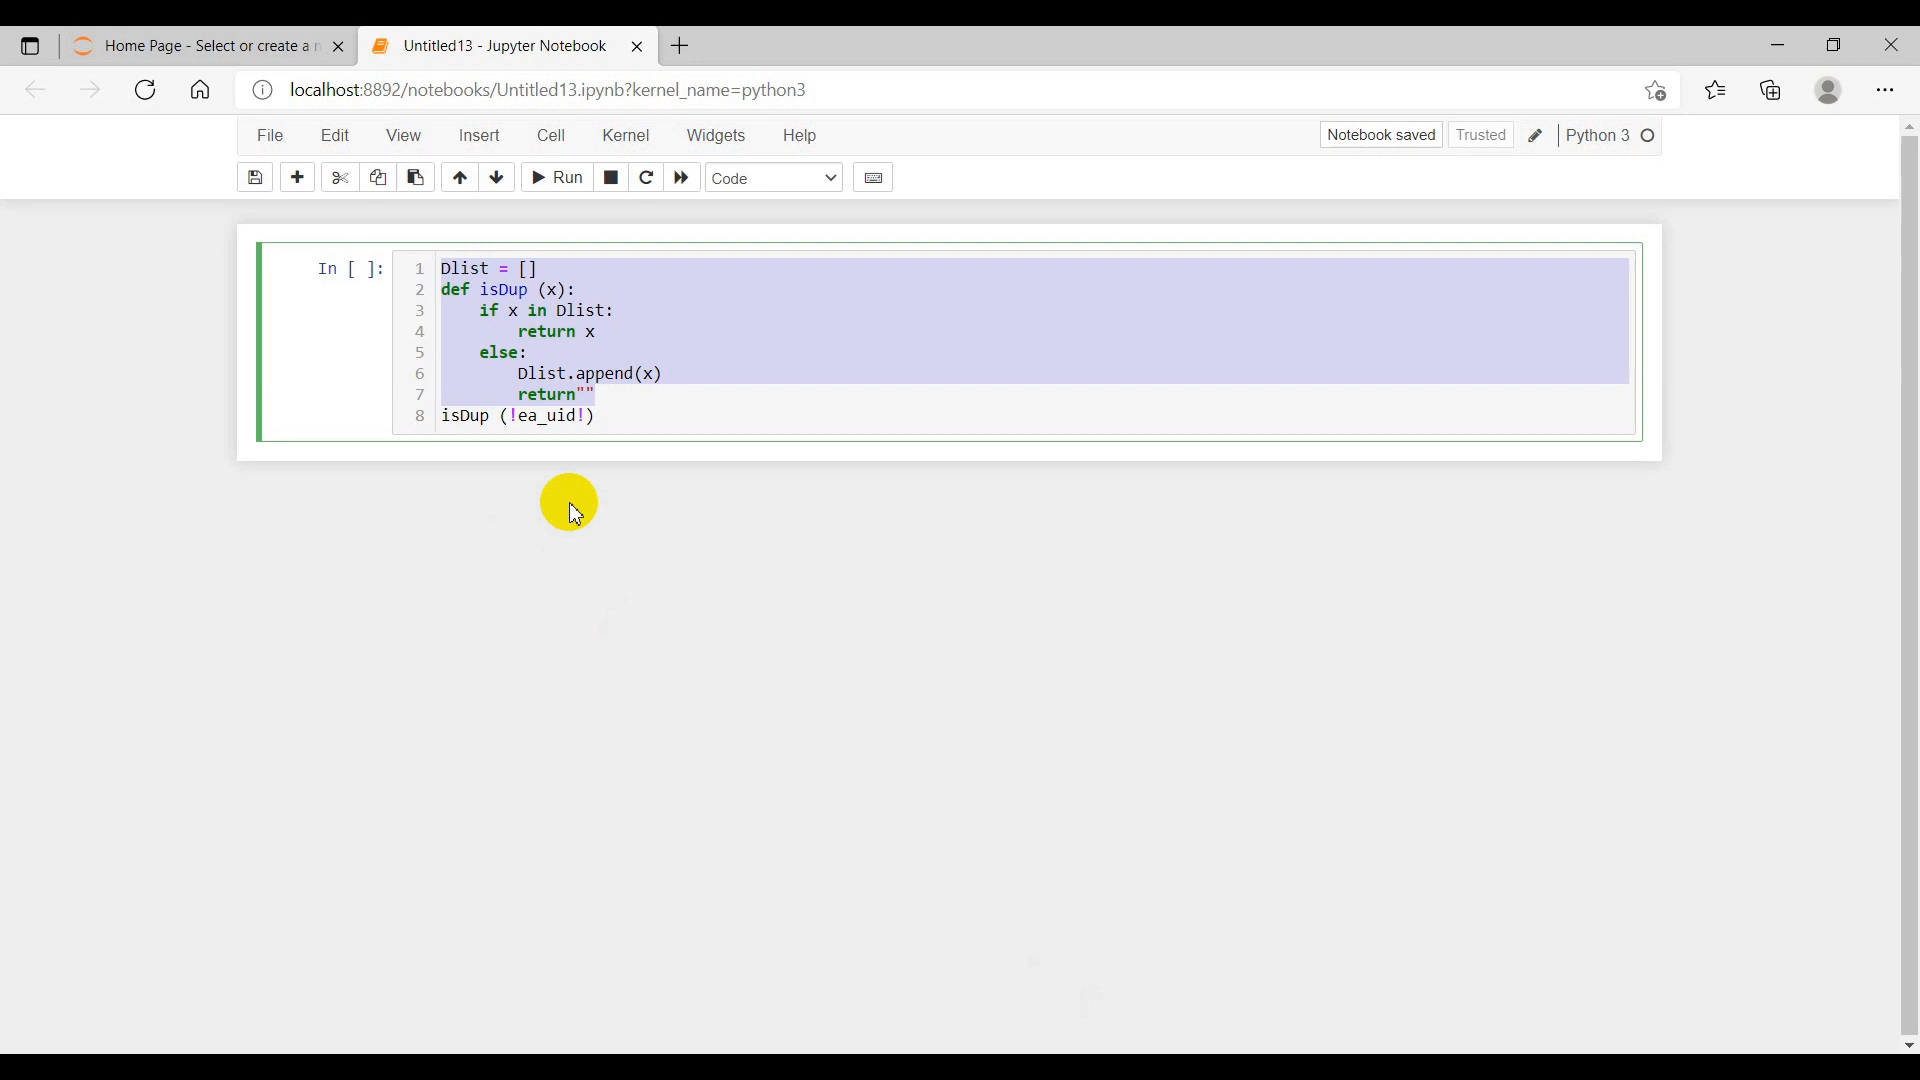 Home Page - Select or create a n
Untitled13 - Jupyter Notebook
localhost:8892/notebooks/Untitled13.ipynb?kernel_name=python3
File Edit View Insert Cell Kernel Widgets Help
Notebook saved Trusted Python 3
Run Code
In [ ]:
1 Dlist = []
2 def isDup (x):
3     if x in Dlist:
4         return x
5     else:
6         Dlist.append(x)
7         return""
8 isDup (!ea_uid!)